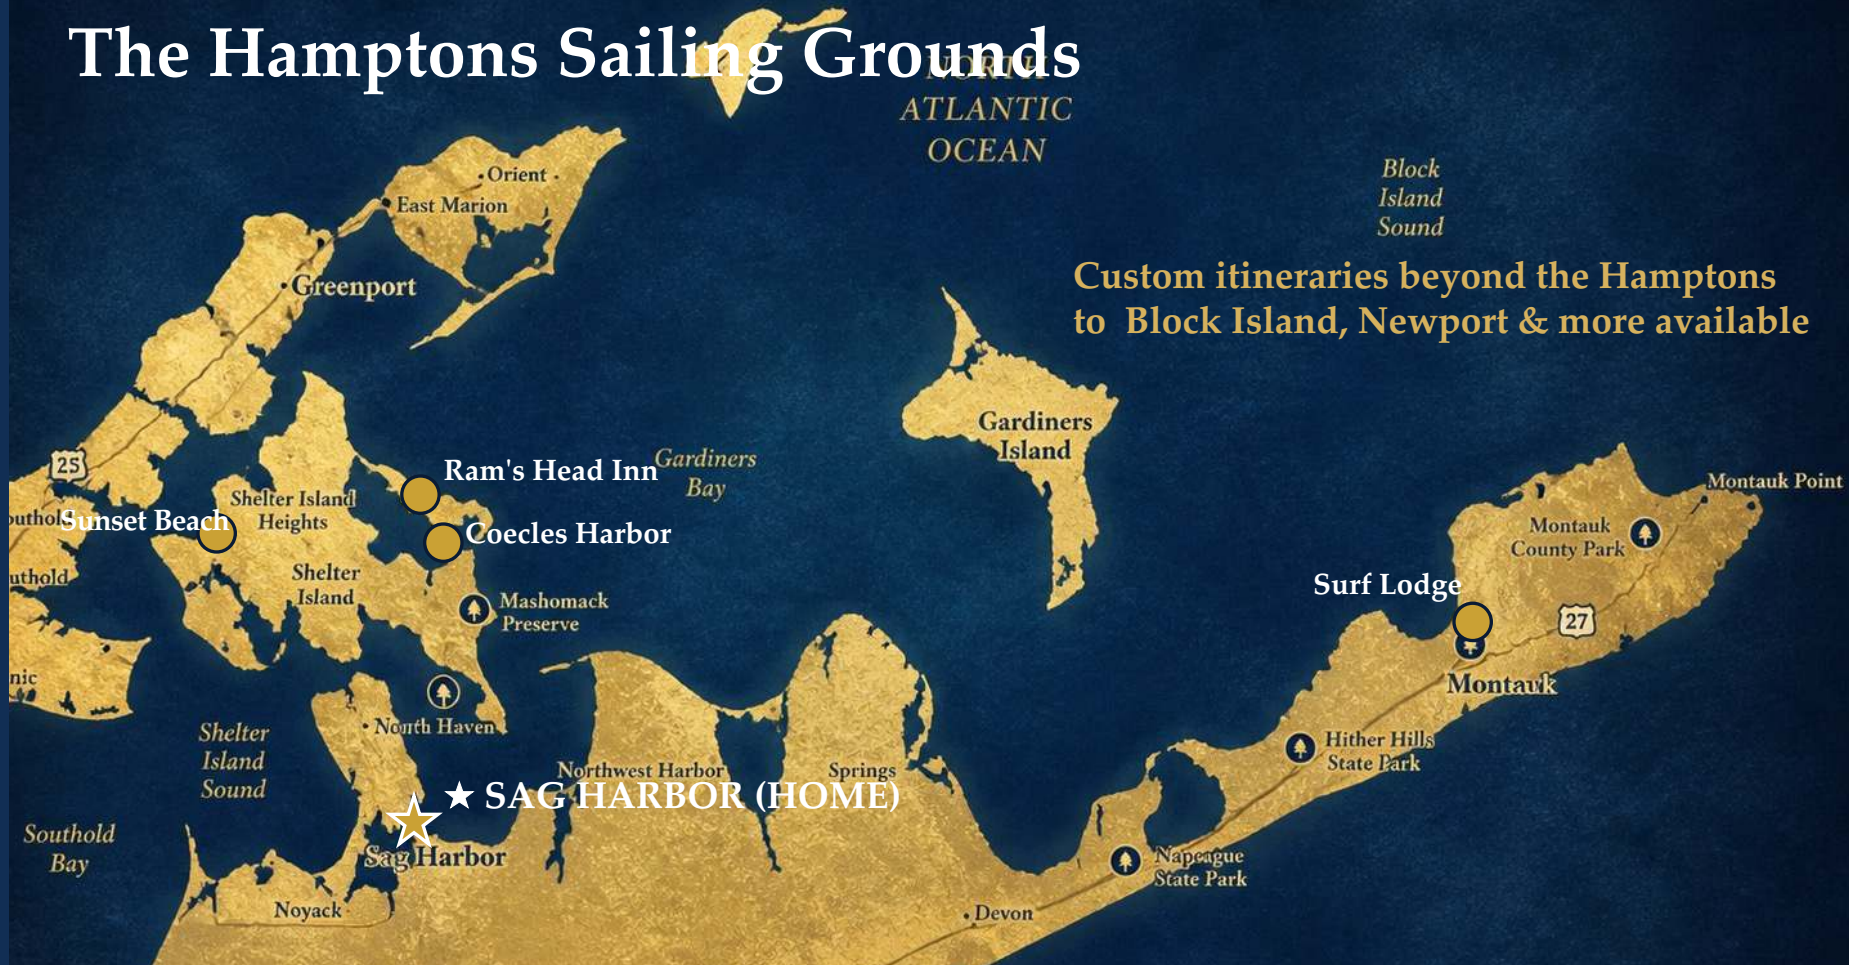 The Hamptons Sailing Grounds
NORTH
ATLANTIC
OCEAN
Block
Island
Sound
Orient
East Marion
Greenport
Custom itineraries beyond the Hamptons
to Block Island, Newport & more available
Gardiners
Island
25
Ram's Head Inn
Gardiners
Bay
Shelter Island
Heights
outhold
Sunset Beach
Coecles Harbor
uthold
Shelter
Island
Mashomack
Preserve
Montauk Point
Montauk
County Park
Surf Lodge
27
Montauk
nic
North Haven
Shelter
Island
Sound
Northwest Harbor
Springs
Hither Hills
State Park
★ SAG HARBOR (HOME)
Sag Harbor
Southold
Bay
Noyack
Napeague
State Park
Devon